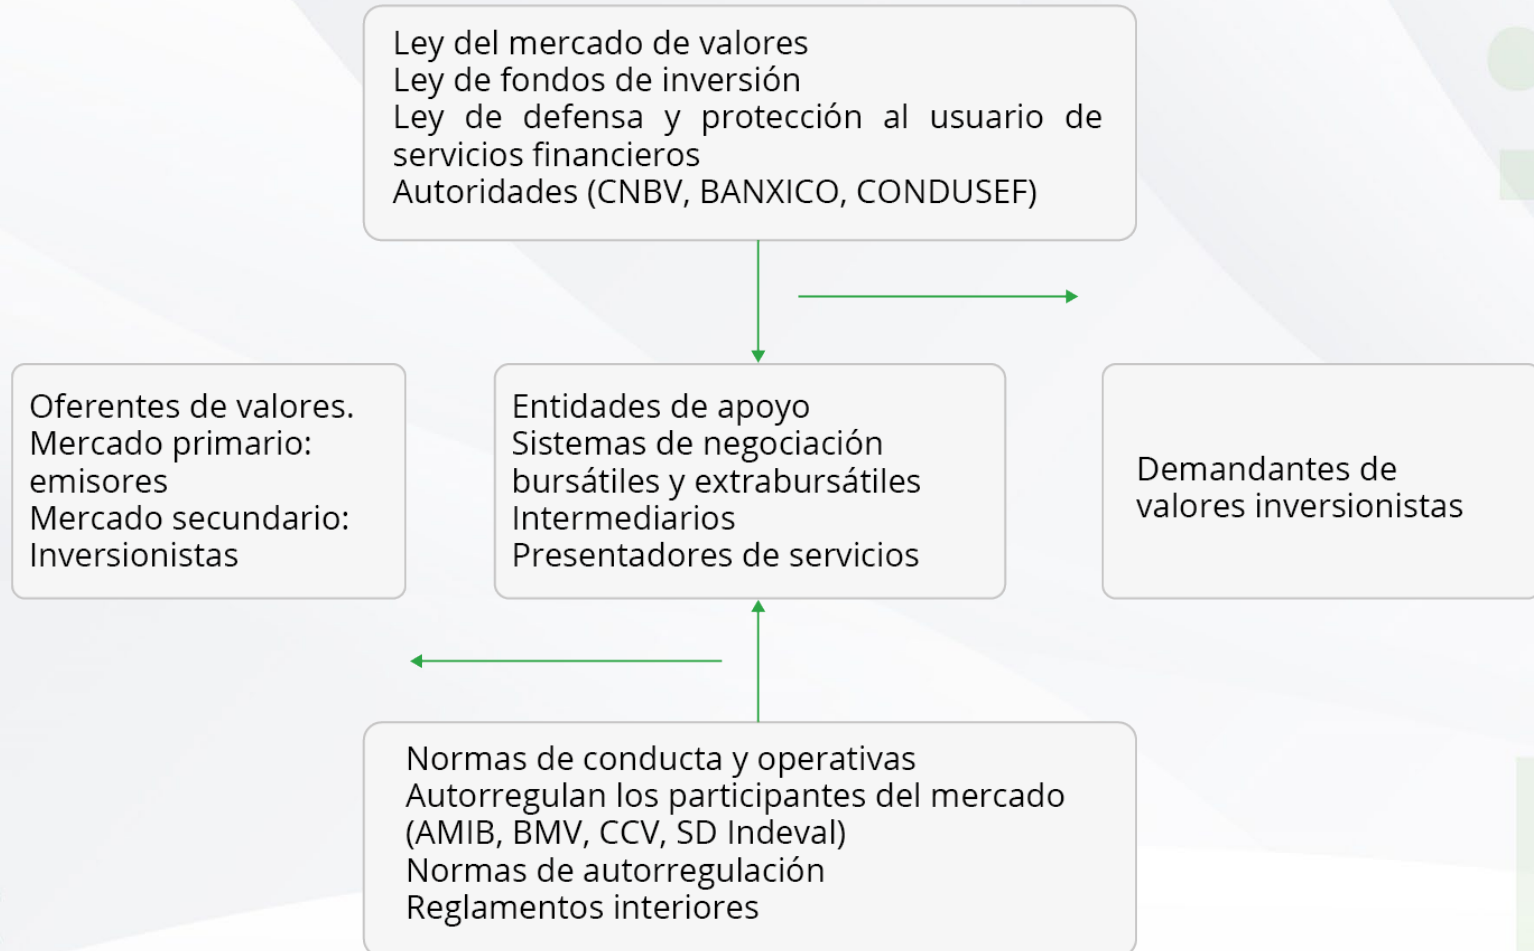 Ley del mercado de valores
Ley de fondos de inversión
Ley de defensa y protección al usuario de
servicios financieros
Autoridades (CNBV, BANXICO, CONDUSEF)
Oferentes de valores.
Mercado primario:
emisores
Mercado secundario:
Inversionistas
Entidades de apoyo
Sistemas de negociación
bursátiles y extrabursátiles
Intermediarios
Presentadores de servicios
Demandantes de
valores inversionistas
Normas de conducta y operativas
Autorregulan los participantes del mercado
(AMIB, BMV, CCV, SD Indeval)
Normas de autorregulación
Reglamentos interiores